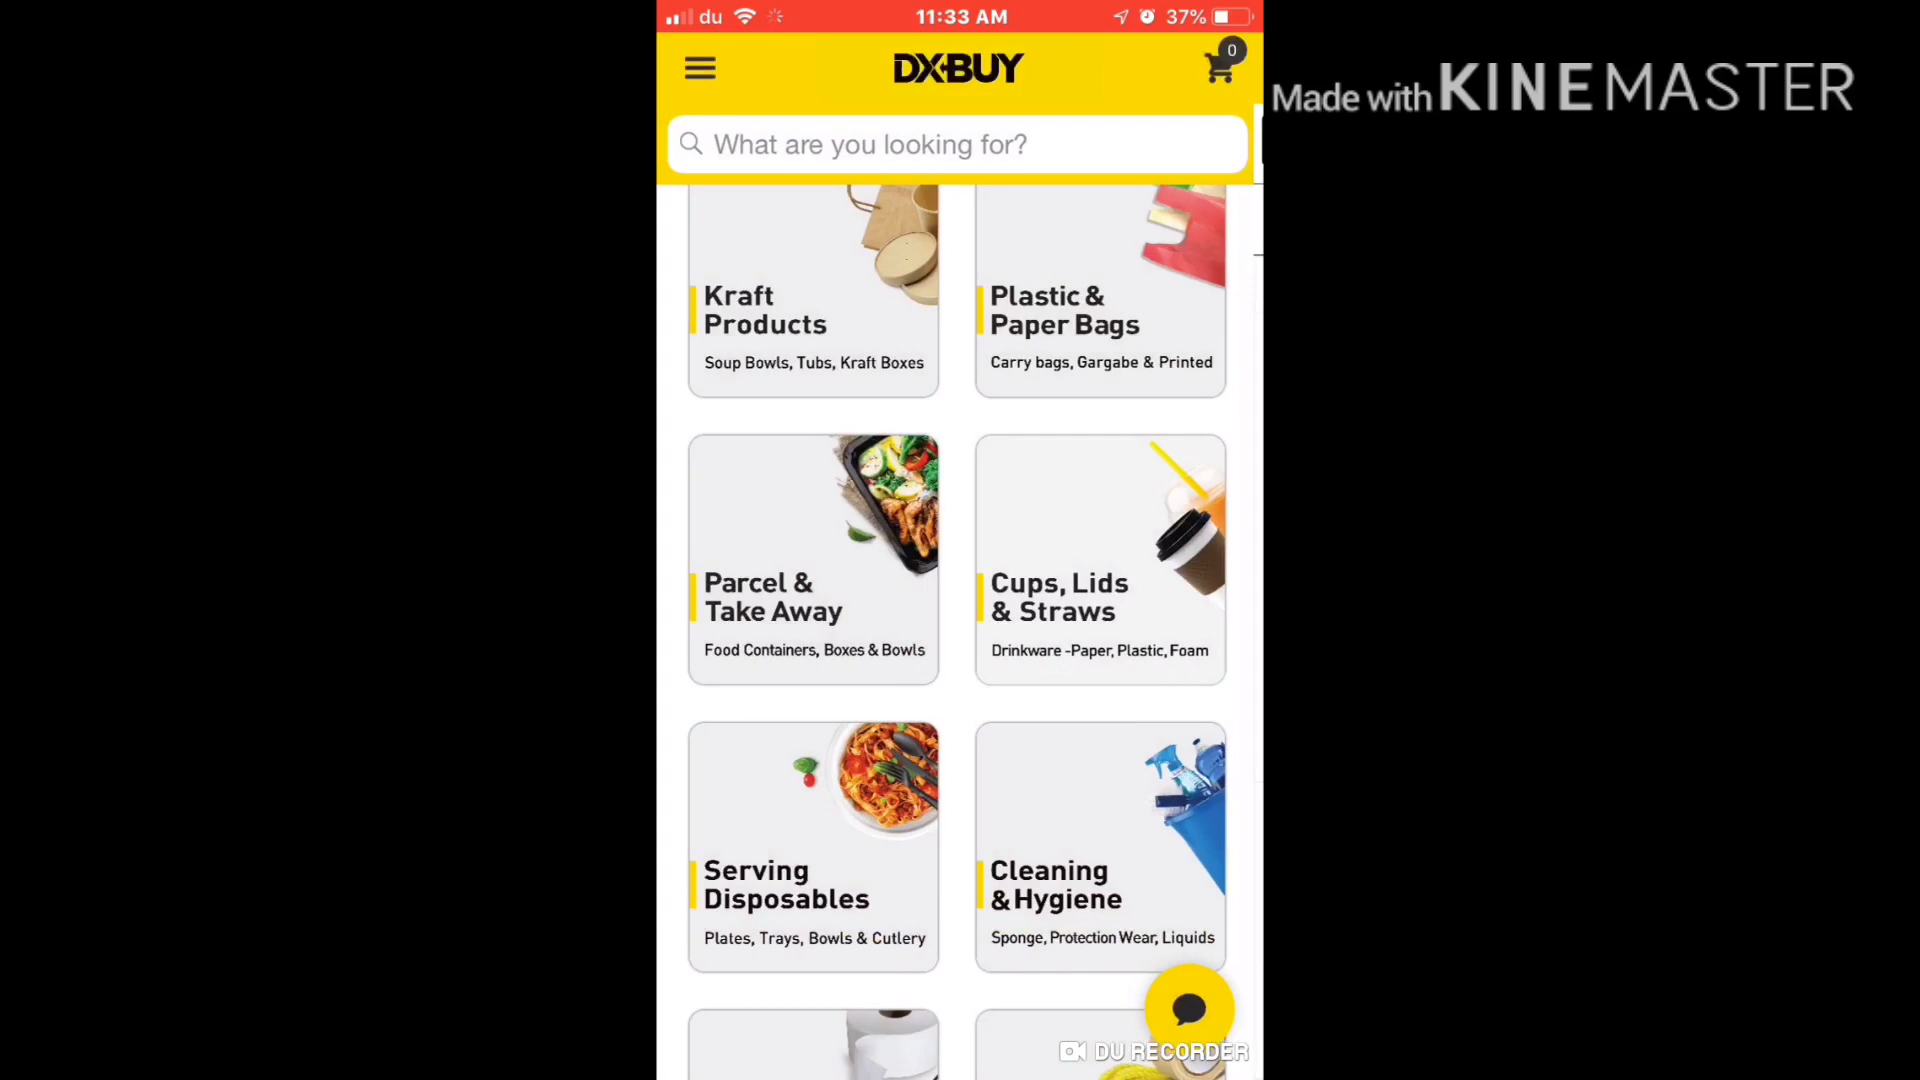 du 11:33 AM 37%
DXBUY
0
Made with KINEMASTER
What are you looking for?
Kraft
Products
Soup Bowls, Tubs, Kraft Boxes
Plastic &
Paper Bags
Carry bags, Gargabe & Printed
Parcel &
Take Away
Food Containers, Boxes & Bowls
Cups, Lids
& Straws
Drinkware -Paper, Plastic, Foam
Serving
Disposables
Plates, Trays, Bowls & Cutlery
Cleaning
&Hygiene
Sponge, Protection Wear, Liquids
DU RECORDER